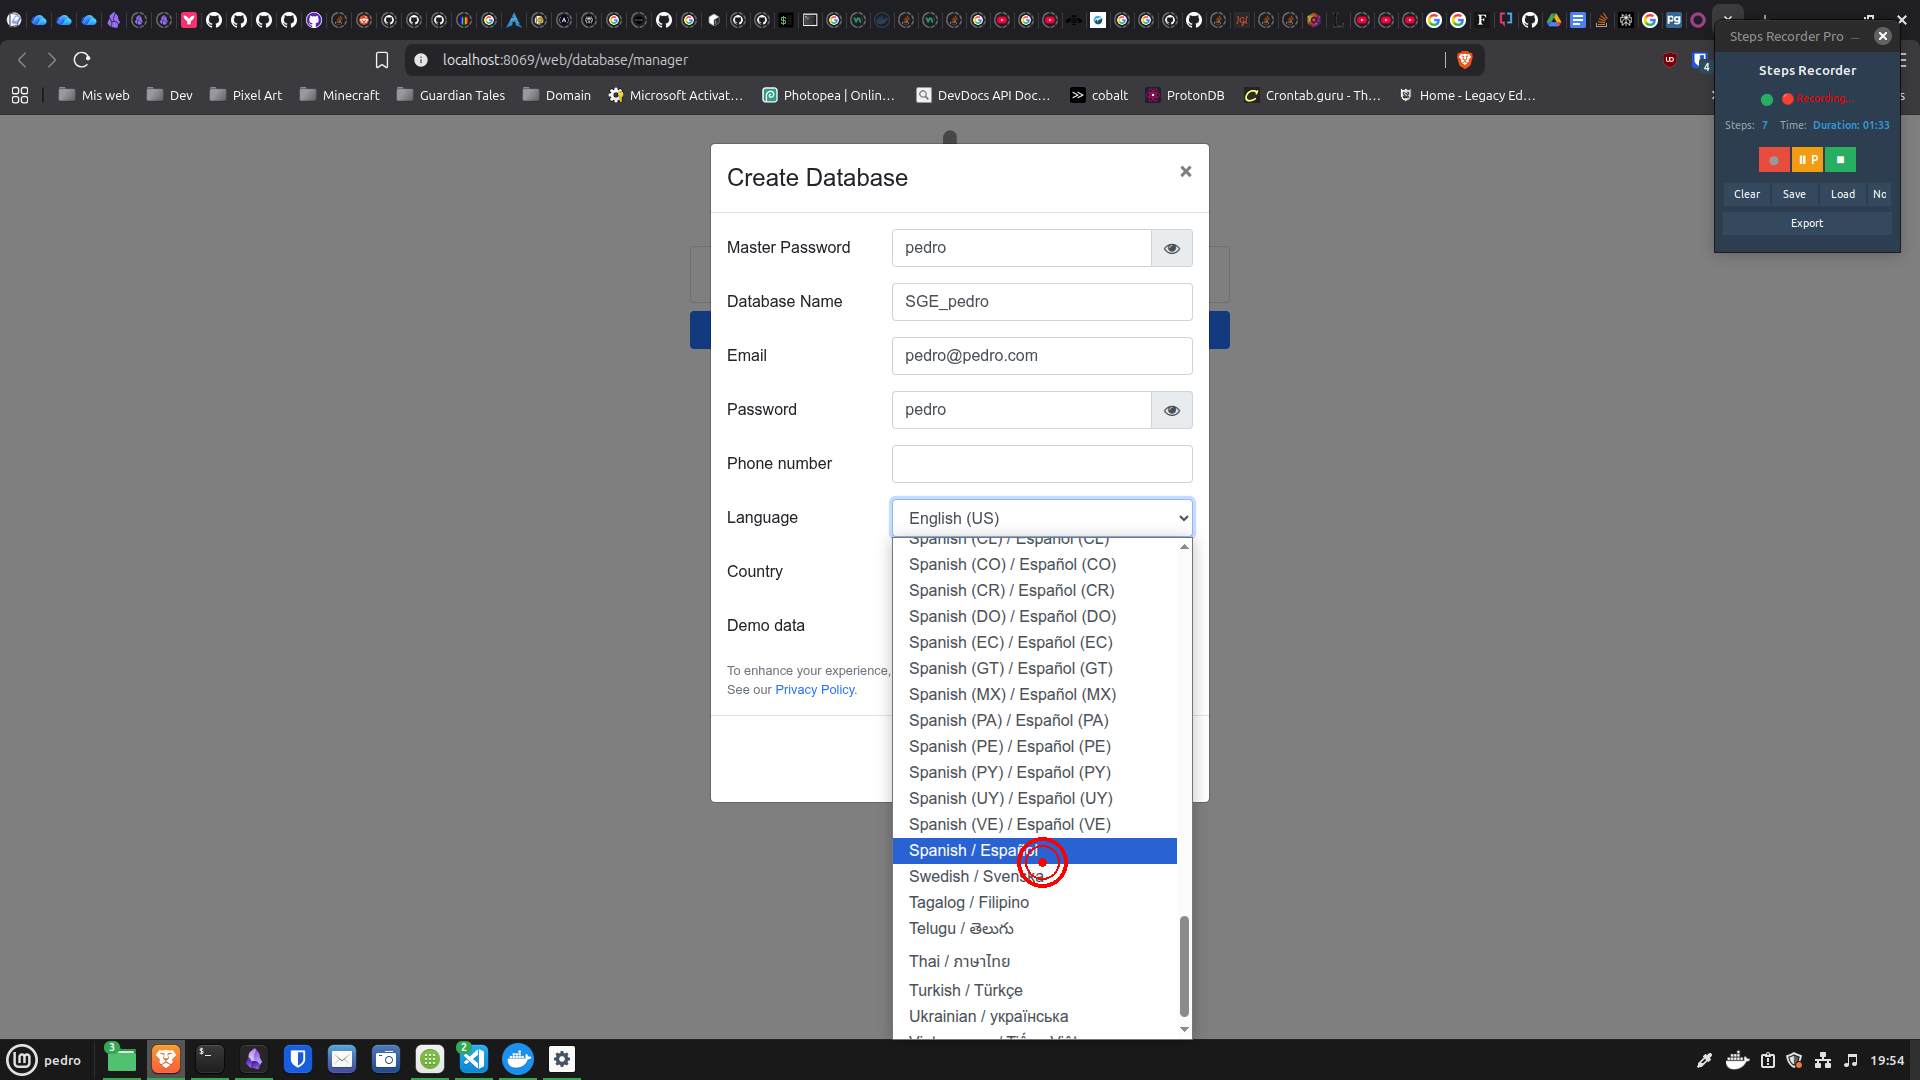 Steps Recorder Pro
localhost:8069/web/database/manager
4
Mis web
Dev
Pixel Art
Minecraft
Guardian Tales
Domain
Microsoft Activat...
Photopea | Onlin...
DevDocs API Doc...
cobalt
ProtonDB
Crontab.guru - Th...
Home - Legacy Ed...
Steps Recorder
Recording...
Steps: 7 Time: Duration: 01:33
P
Clear
Save
Load
No
Export
Create Database
×
Master Password
pedro
Database Name
SGE_pedro
Email
pedro@pedro.com
Password
pedro
Phone number
Language
English (US)
Country
Demo data
To enhance your experience,
See our Privacy Policy.
Spanish (CL) / Español (CL)
Spanish (CO) / Español (CO)
Spanish (CR) / Español (CR)
Spanish (DO) / Español (DO)
Spanish (EC) / Español (EC)
Spanish (GT) / Español (GT)
Spanish (MX) / Español (MX)
Spanish (PA) / Español (PA)
Spanish (PE) / Español (PE)
Spanish (PY) / Español (PY)
Spanish (UY) / Español (UY)
Spanish (VE) / Español (VE)
Spanish / Español
Swedish / Svenska
Tagalog / Filipino
Telugu / తెలుగు
Thai / ภาษาไทย
Turkish / Türkçe
Ukrainian / українська
pedro
3
2
19:54